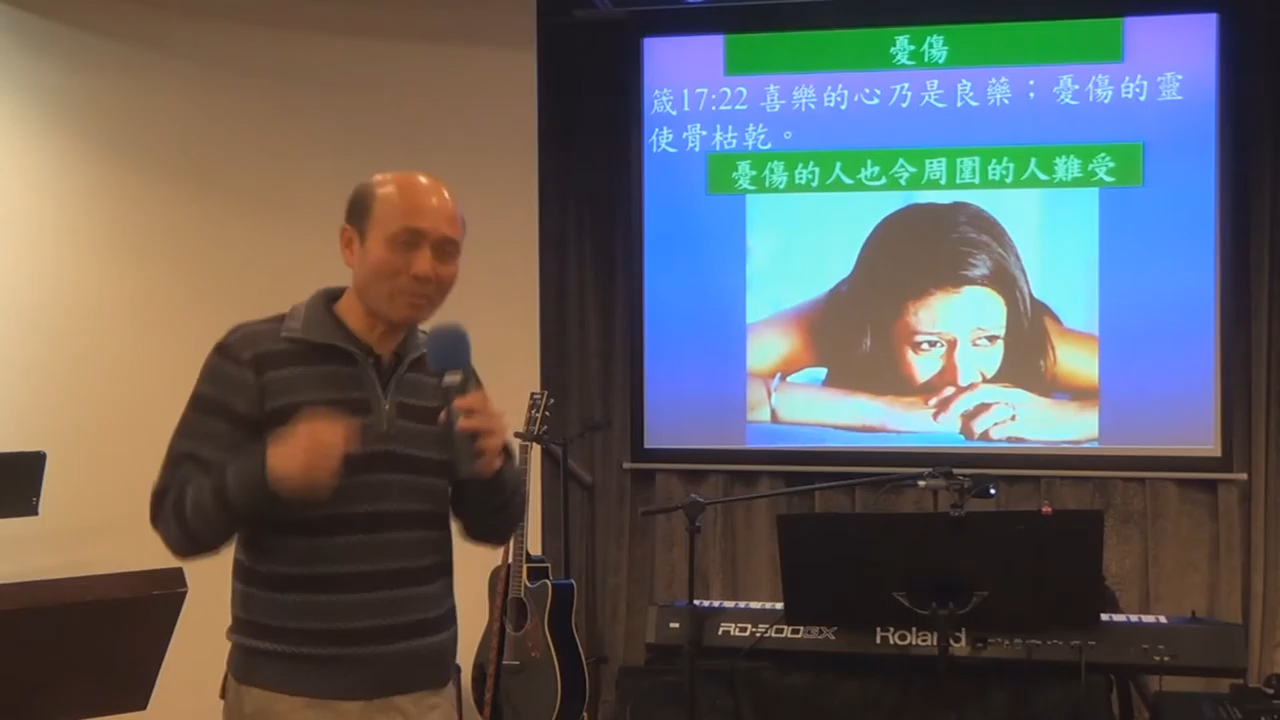 憂傷
箴17:22 喜樂的心乃是良藥；憂傷的靈
使骨枯乾。
憂傷的人也令周圍的人難受
RD-300GX
Roland